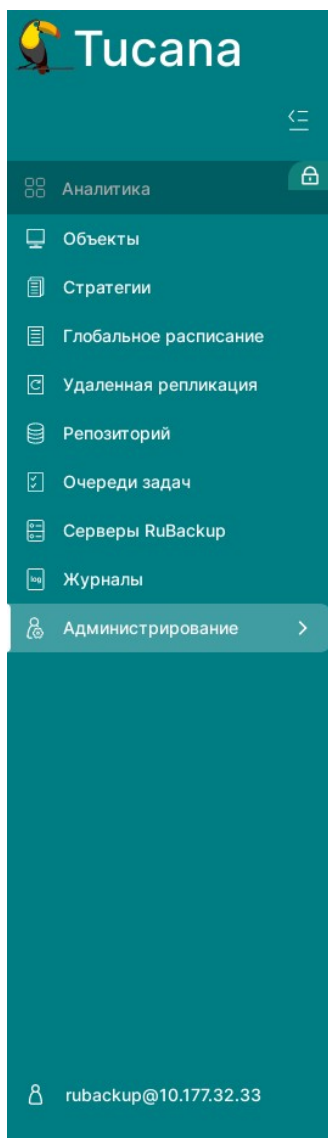 Tucana
Аналитика
Объекты
Стратегии
Глобальное расписание
Удаленная репликация
Репозиторий
Очереди задач
Серверы RuBackup
log Журналы
Администрирование
rubackup@10.177.32.33